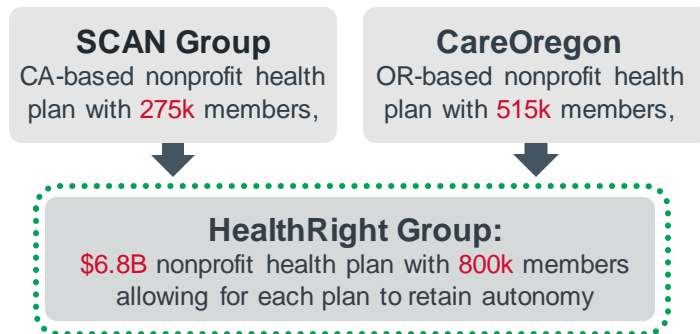 SCAN Group
CA-based nonprofit health
plan with 275k members,
CareOregon
OR-based nonprofit health
plan with 515k members,
HealthRight Group:
$6.8B nonprofit health plan with 800k members
allowing for each plan to retain autonomy